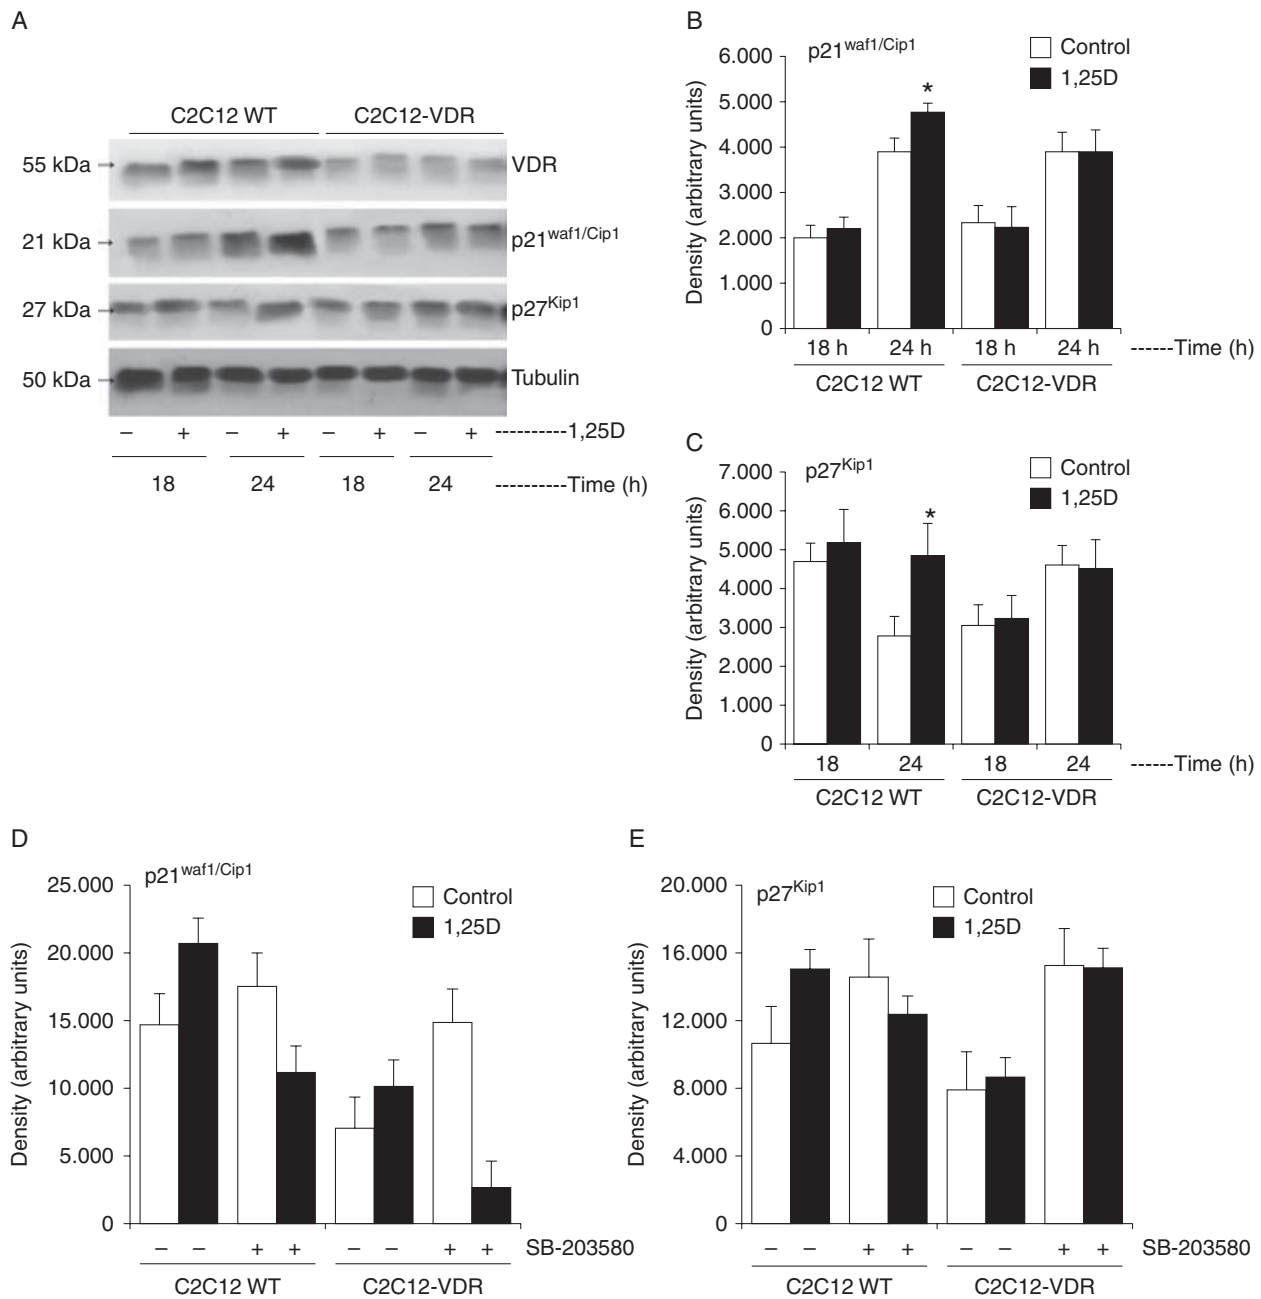 A
C2C12 WT C2C12-VDR
55 kDa VDR
21 kDa p21waf1/Cip1
27 kDa p27Kip1
50 kDa Tubulin
– + – + – + – + ----------1,25D
18 24 18 24 ----------Time (h)
B
p21waf1/Cip1
Control
1,25D
Density (arbitrary units)
6.000
5.000
4.000
3.000
2.000
1.000
0
*
18 h 24 h 18 h 24 h ------Time (h)
C2C12 WT C2C12-VDR
C
p27Kip1
Control
1,25D
Density (arbitrary units)
7.000
6.000
5.000
4.000
3.000
2.000
1.000
0
*
18 24 18 24 ------Time (h)
C2C12 WT C2C12-VDR
D
p21waf1/Cip1
Control
1,25D
Density (arbitrary units)
25.000
20.000
15.000
10.000
5.000
0
– – + + – – + + SB-203580
C2C12 WT C2C12-VDR
E
p27Kip1
Control
1,25D
Density (arbitrary units)
20.000
16.000
12.000
8.000
4.000
0
– – + + – – + + SB-203580
C2C12 WT C2C12-VDR